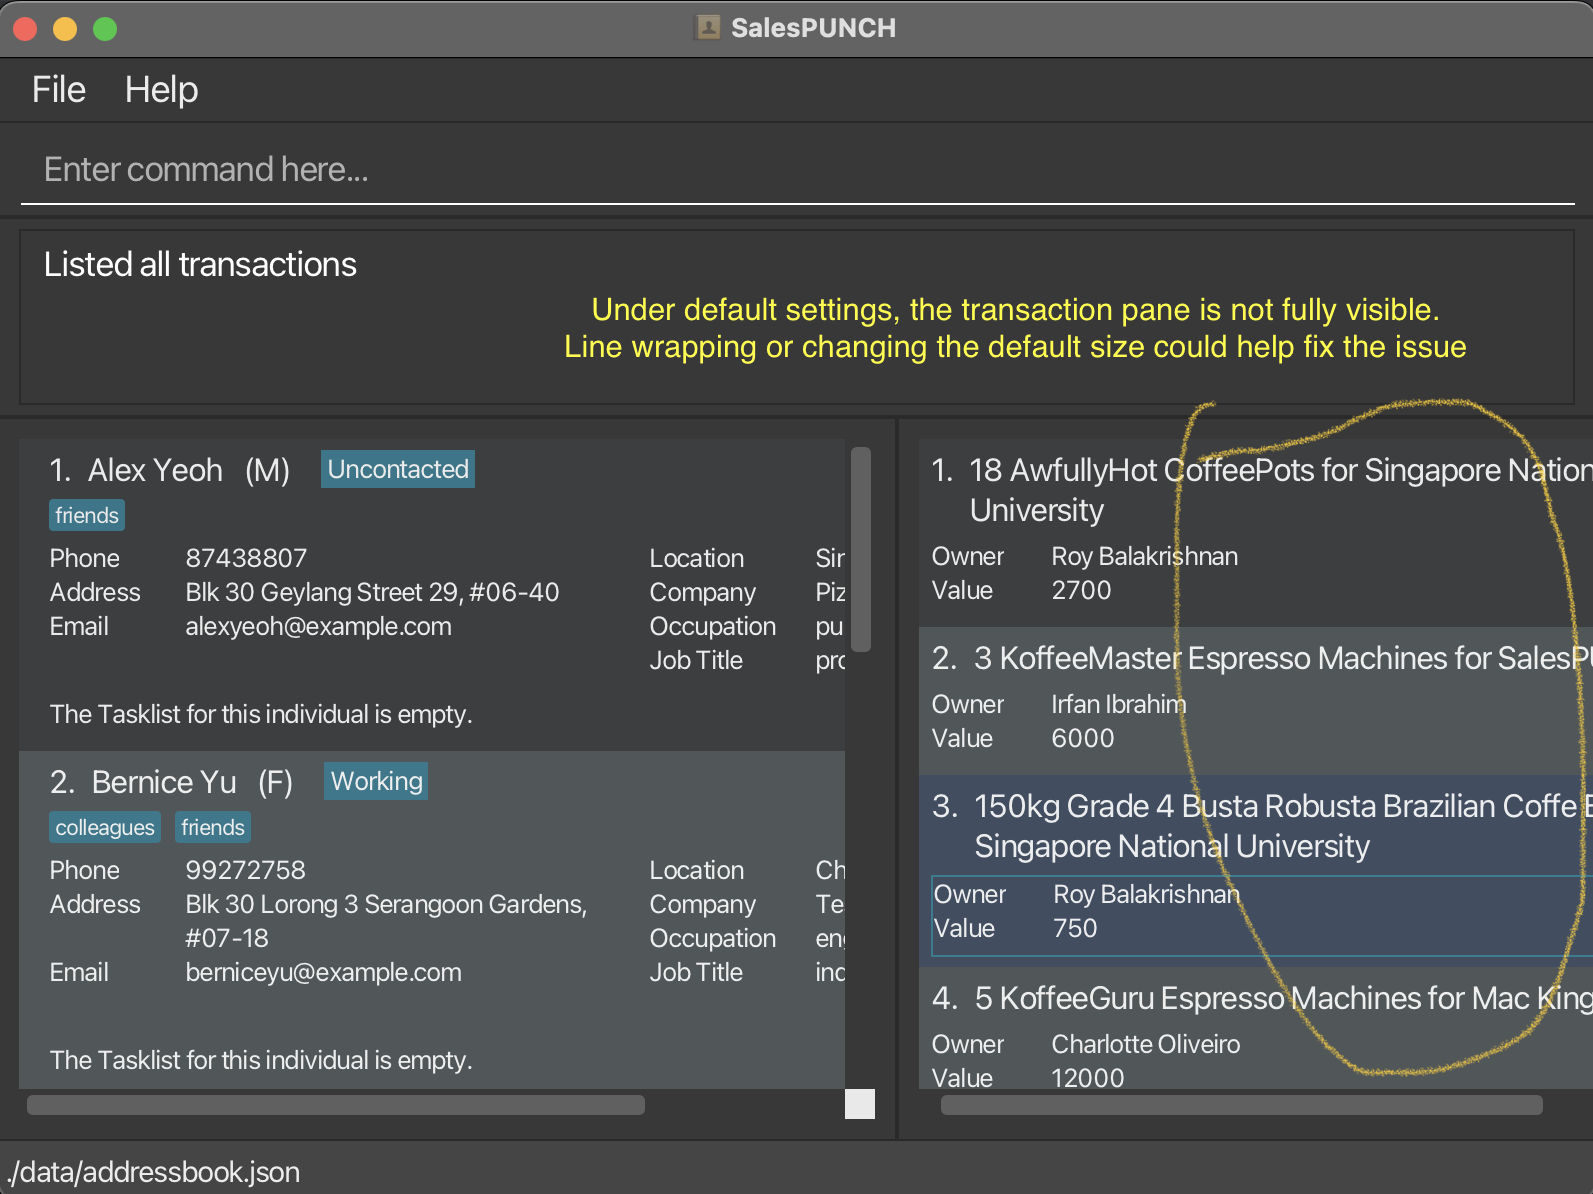 SalesPUNCH
File Help
Enter command here...
Listed all transactions
Under default settings, the transaction pane is not fully visible.
Line wrapping or changing the default size could help fix the issue
1. Alex Yeoh (M) Uncontacted
friends
Phone 87438807 Location Sin
Address Blk 30 Geylang Street 29, #06-40 Company Piz
Email alexyeoh@example.com Occupation pu
Job Title pro
The Tasklist for this individual is empty.
2. Bernice Yu (F) Working
colleagues friends
Phone 99272758 Location Ch
Address Blk 30 Lorong 3 Serangoon Gardens, Company Te
#07-18 Occupation eng
Email berniceyu@example.com Job Title ind
The Tasklist for this individual is empty.
1. 18 AwfullyHot CoffeePots for Singapore Nation
University
Owner Roy Balakrishnan
Value 2700
2. 3 KoffeeMaster Espresso Machines for SalesPU
Owner Irfan Ibrahim
Value 6000
3. 150kg Grade 4 Busta Robusta Brazilian Coffe B
Singapore National University
Owner Roy Balakrishnan
Value 750
4. 5 KoffeeGuru Espresso Machines for Mac King
Owner Charlotte Oliveiro
Value 12000
./data/addressbook.json